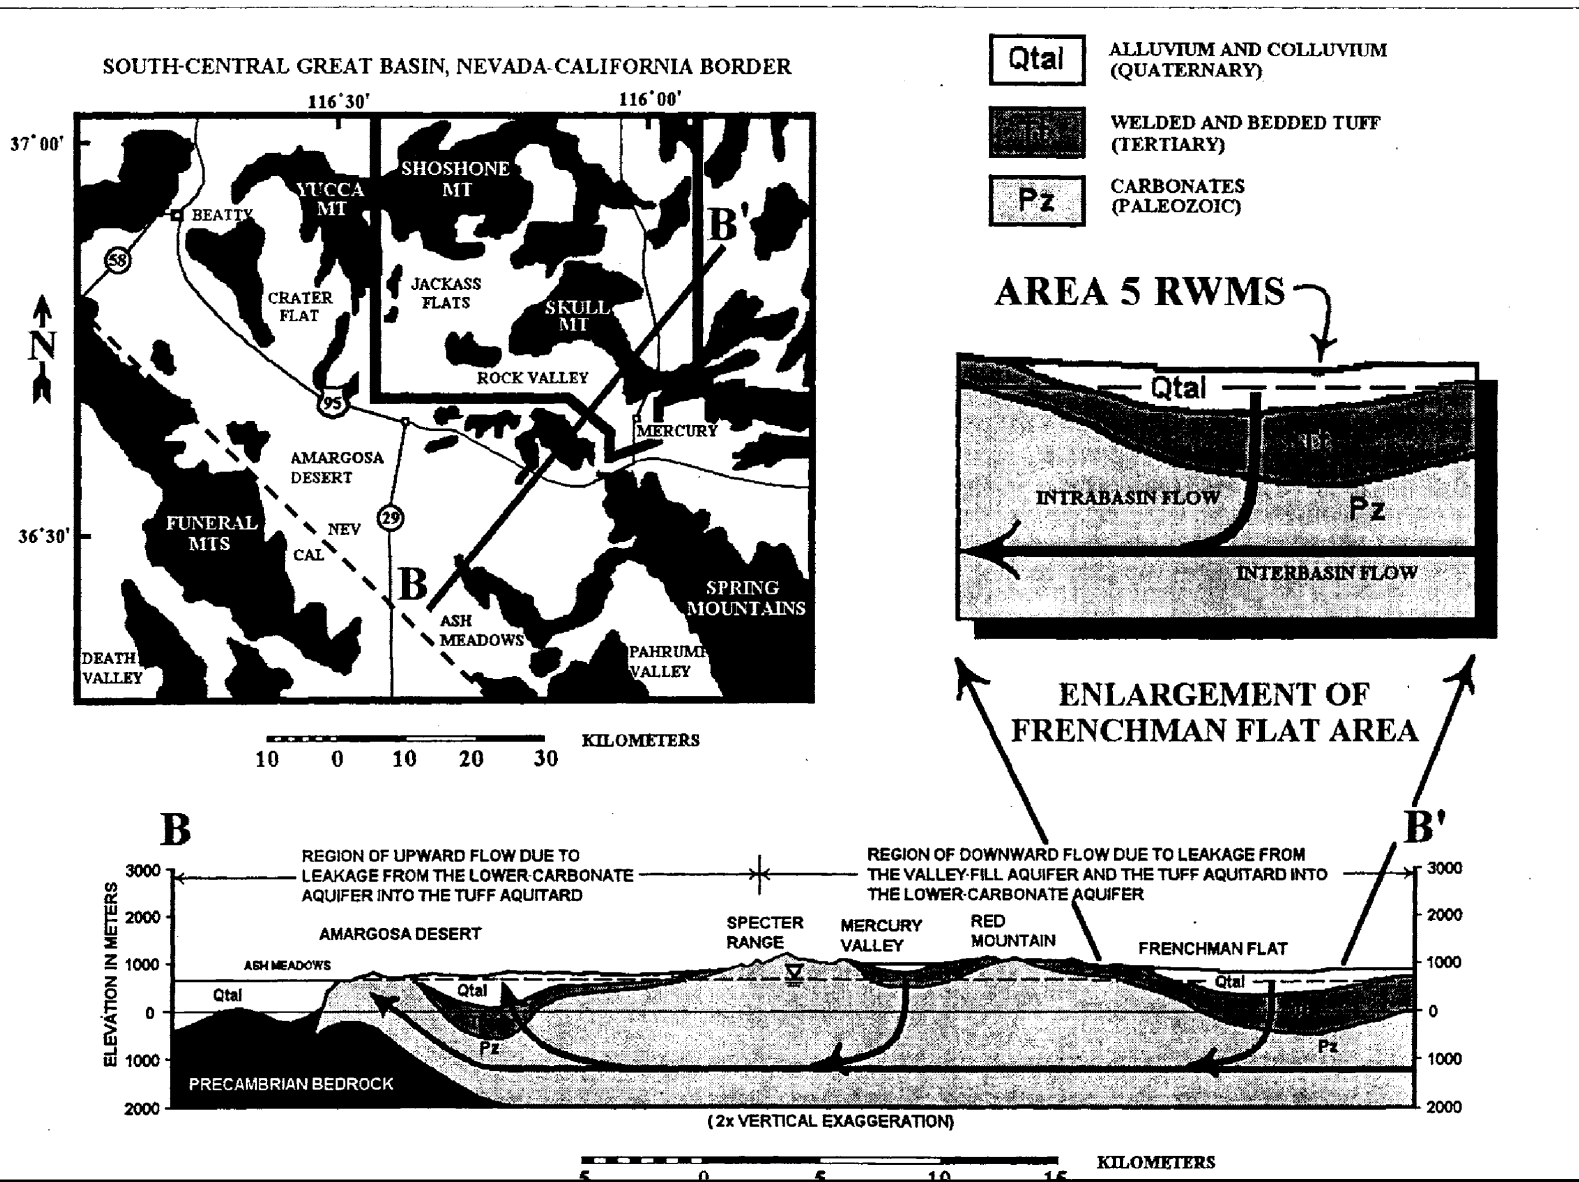 SOUTH-CENTRAL GREAT BASIN, NEVADA-CALIFORNIA BORDER
116°30'
116°00'
37°00'
36°30'
SHOSHONE
MT
YUCCA
MT
BEATTY
58
B'
JACKASS
FLATS
CRATER
FLAT
SKULL
MT
N
ROCK VALLEY
95
MERCURY
AMARGOSA
DESERT
29
FUNERAL
MTS
NEV
CAL
B
SPRING
MOUNTAINS
ASH
MEADOWS
DEATH
VALLEY
PAHRUMP
VALLEY
10 0 10 20 30
KILOMETERS
Qtal
ALLUVIUM AND COLLUVIUM
(QUATERNARY)
Tt
WELDED AND BEDDED TUFF
(TERTIARY)
Pz
CARBONATES
(PALEOZOIC)
AREA 5 RWMS
Qtal
Tt
INTRABASIN FLOW
Pz
INTERBASIN FLOW
ENLARGEMENT OF
FRENCHMAN FLAT AREA
B
B'
REGION OF UPWARD FLOW DUE TO
LEAKAGE FROM THE LOWER-CARBONATE
AQUIFER INTO THE TUFF AQUITARD
REGION OF DOWNWARD FLOW DUE TO LEAKAGE FROM
THE VALLEY-FILL AQUIFER AND THE TUFF AQUITARD INTO
THE LOWER-CARBONATE AQUIFER
ELEVATION IN METERS
3000
2000
1000
0
1000
2000
3000
2000
1000
0
1000
2000
AMARGOSA DESERT
SPECTER
RANGE
MERCURY
VALLEY
RED
MOUNTAIN
FRENCHMAN FLAT
ASH MEADOWS
Qtal
Qtal
Qtal
Pz
Pz
PRECAMBRIAN BEDROCK
(2x VERTICAL EXAGGERATION)
5 0 5 10 15
KILOMETERS